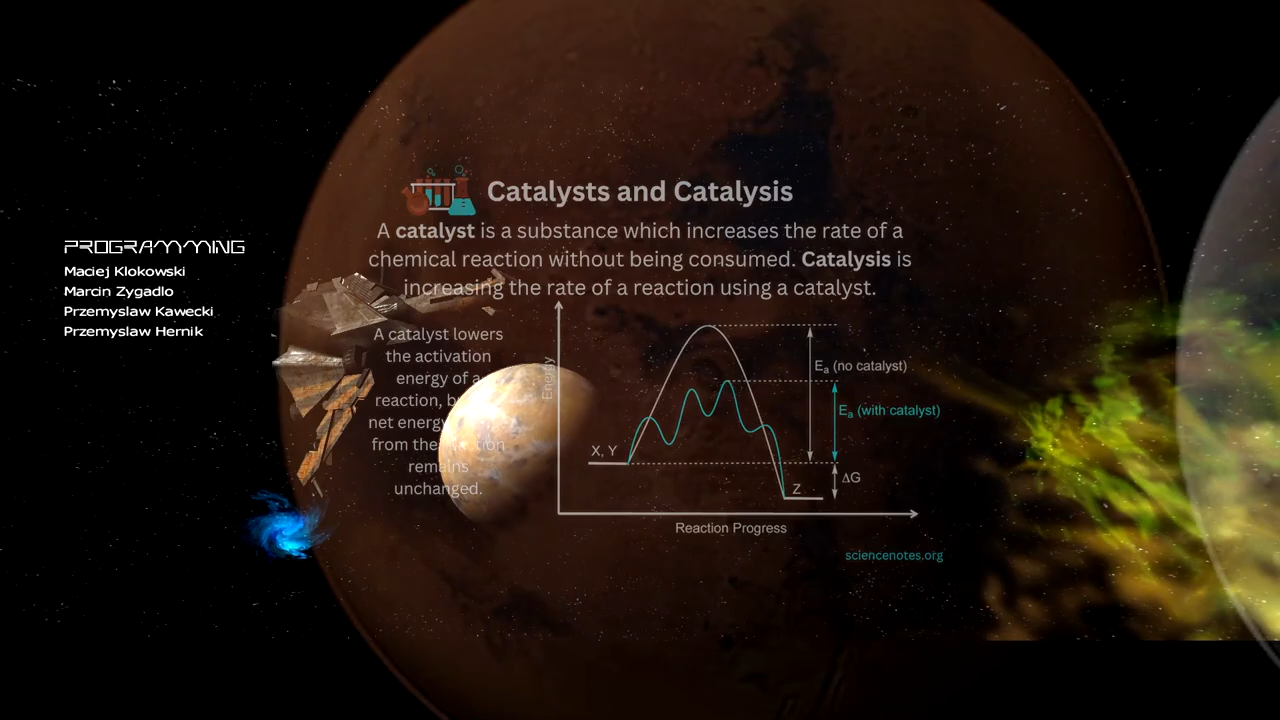 PROGRAMMING
Maciej Klokowski
Marcin Zygadlo
Przemyslaw Kawecki
Przemyslaw Hernik
Catalysts and Catalysis
A catalyst is a substance which increases the rate of a
chemical reaction without being consumed. Catalysis is
increasing the rate of a reaction using a catalyst.
A catalyst lowers
the activation
energy of a
reaction,
net energy
from the
remains
unchanged.
Energy
X, Y
Z
Ea (no catalyst)
Ea (with catalyst)
ΔG
Reaction Progress
sciencenotes.org